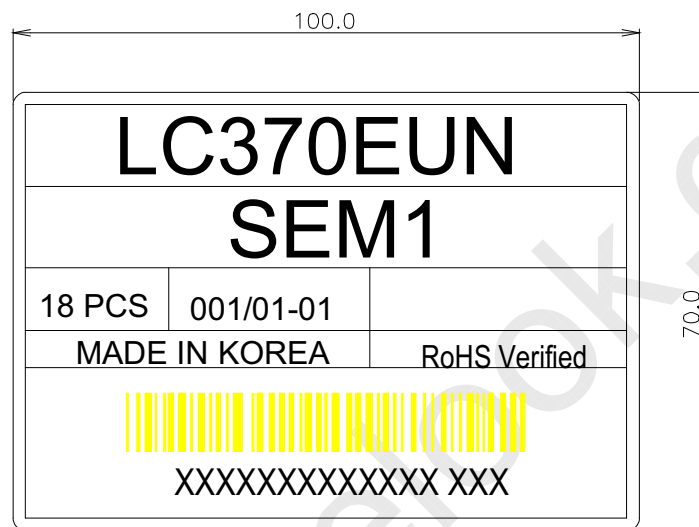 100.0
LC370EUN
SEM1
18 PCS 001/01-01
70.0
MADE IN KOREA RoHS Verified
XXXXXXXXXXXXX XXX